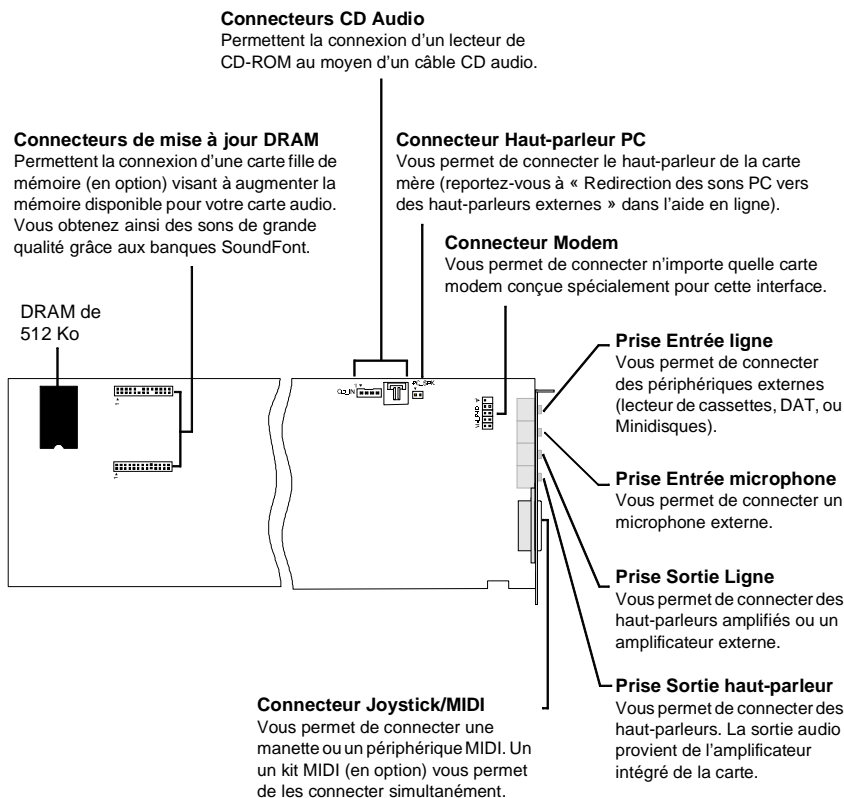 Connecteurs CD Audio
Permettent la connexion d'un lecteur de
CD-ROM au moyen d'un câble CD audio.
Connecteurs de mise à jour DRAM
Permettent la connexion d'une carte fille de
mémoire (en option) visant à augmenter la
mémoire disponible pour votre carte audio.
Vous obtenez ainsi des sons de grande
qualité grâce aux banques SoundFont.
Connecteur Haut-parleur PC
Vous permet de connecter le haut-parleur de la carte
mère (reportez-vous à « Redirection des sons PC vers
des haut-parleurs externes » dans l'aide en ligne).
Connecteur Modem
Vous permet de connecter n'importe quelle carte
modem conçue spécialement pour cette interface.
DRAM de
512 Ko
Prise Entrée ligne
Vous permet de connecter
des périphériques externes
(lecteur de cassettes, DAT, ou
Minidisques).
CD_IN
1
PC_SPK
1
1
Prise Entrée microphone
Vous permet de connecter un
microphone externe.
Prise Sortie Ligne
Vous permet de connecter des
haut-parleurs amplifiés ou un
amplificateur externe.
Prise Sortie haut-parleur
Vous permet de connecter des
haut-parleurs. La sortie audio
provient de l'amplificateur
intégré de la carte.
Connecteur Joystick/MIDI
Vous permet de connecter une
manette ou un périphérique MIDI. Un
un kit MIDI (en option) vous permet
de les connecter simultanément.